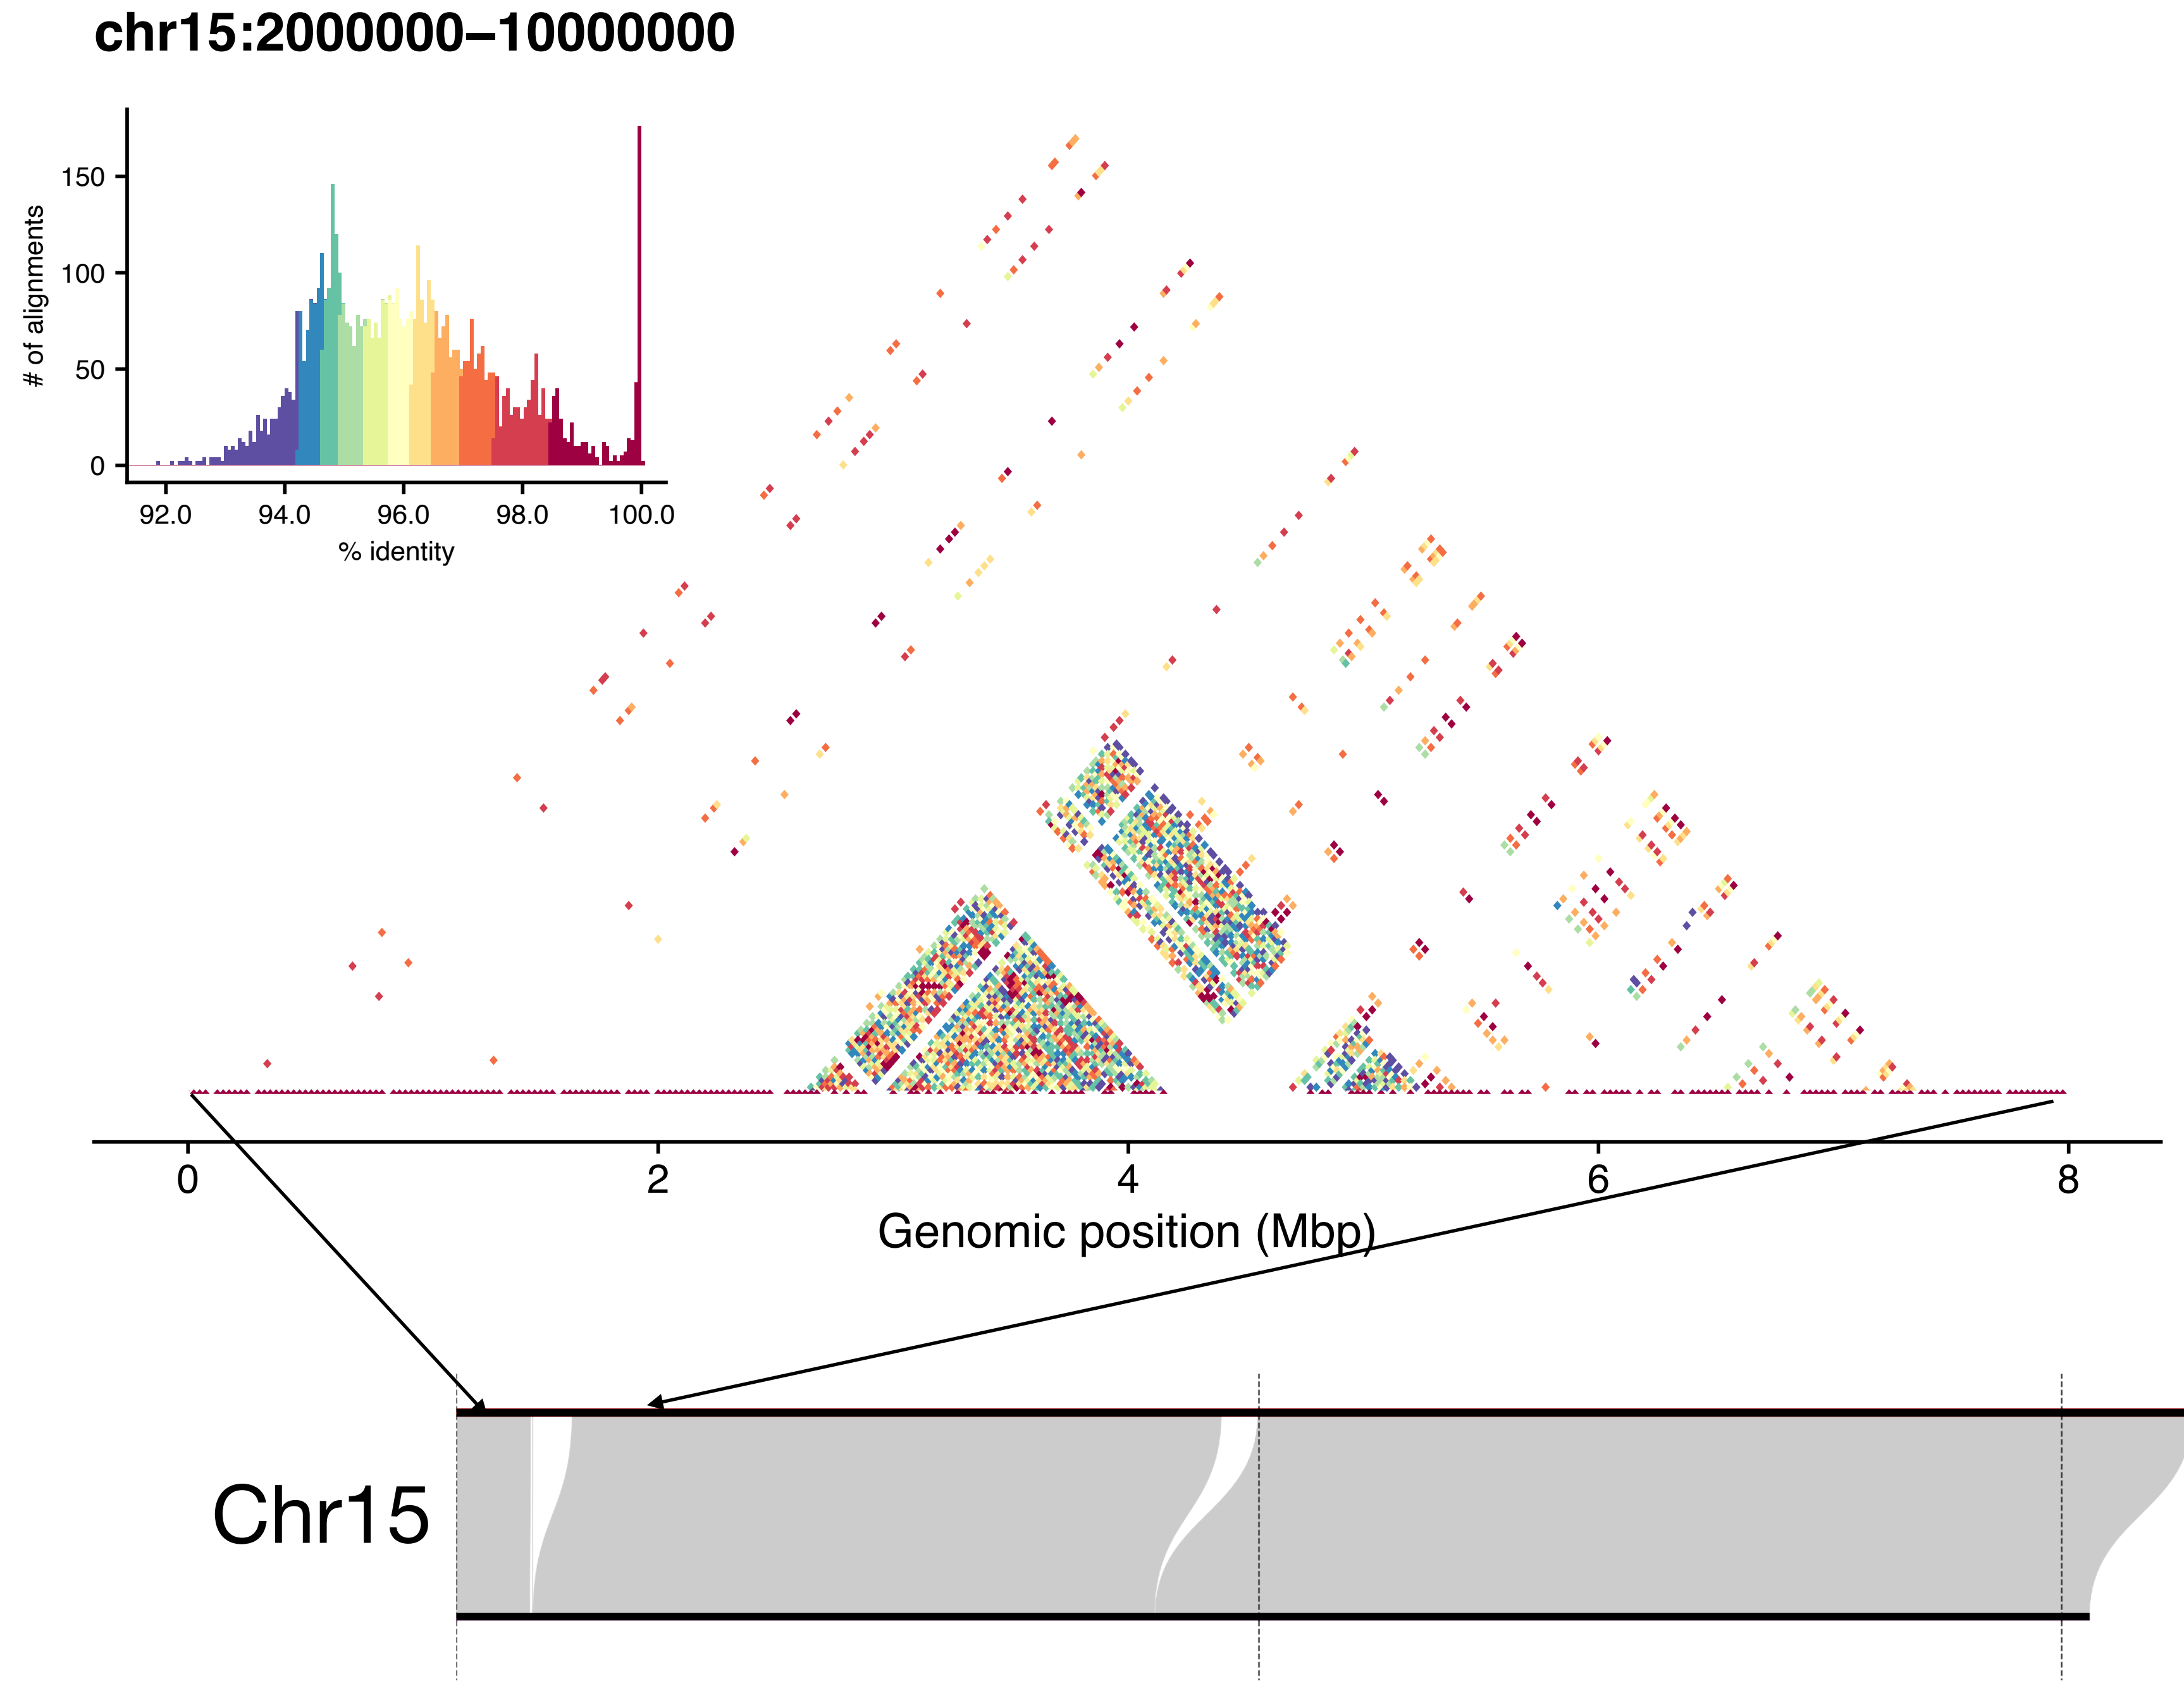 chr15:2000000–10000000
# of alignments
150
100
50
0
92.0 94.0 96.0 98.0 100.0
% identity
0 2 4 6 8
Genomic position (Mbp)
Chr15